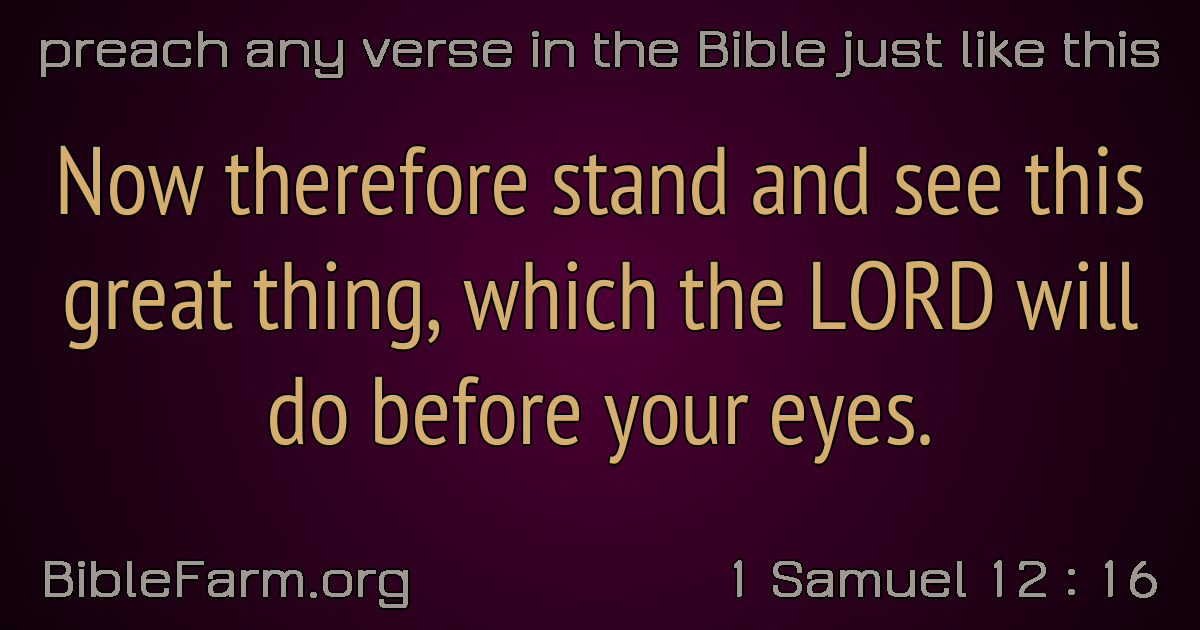 preach any verse in the Bible just like this
Now therefore stand and see this
great thing, which the LORD will
do before your eyes.
BibleFarm.org
1 Samuel 12 : 16